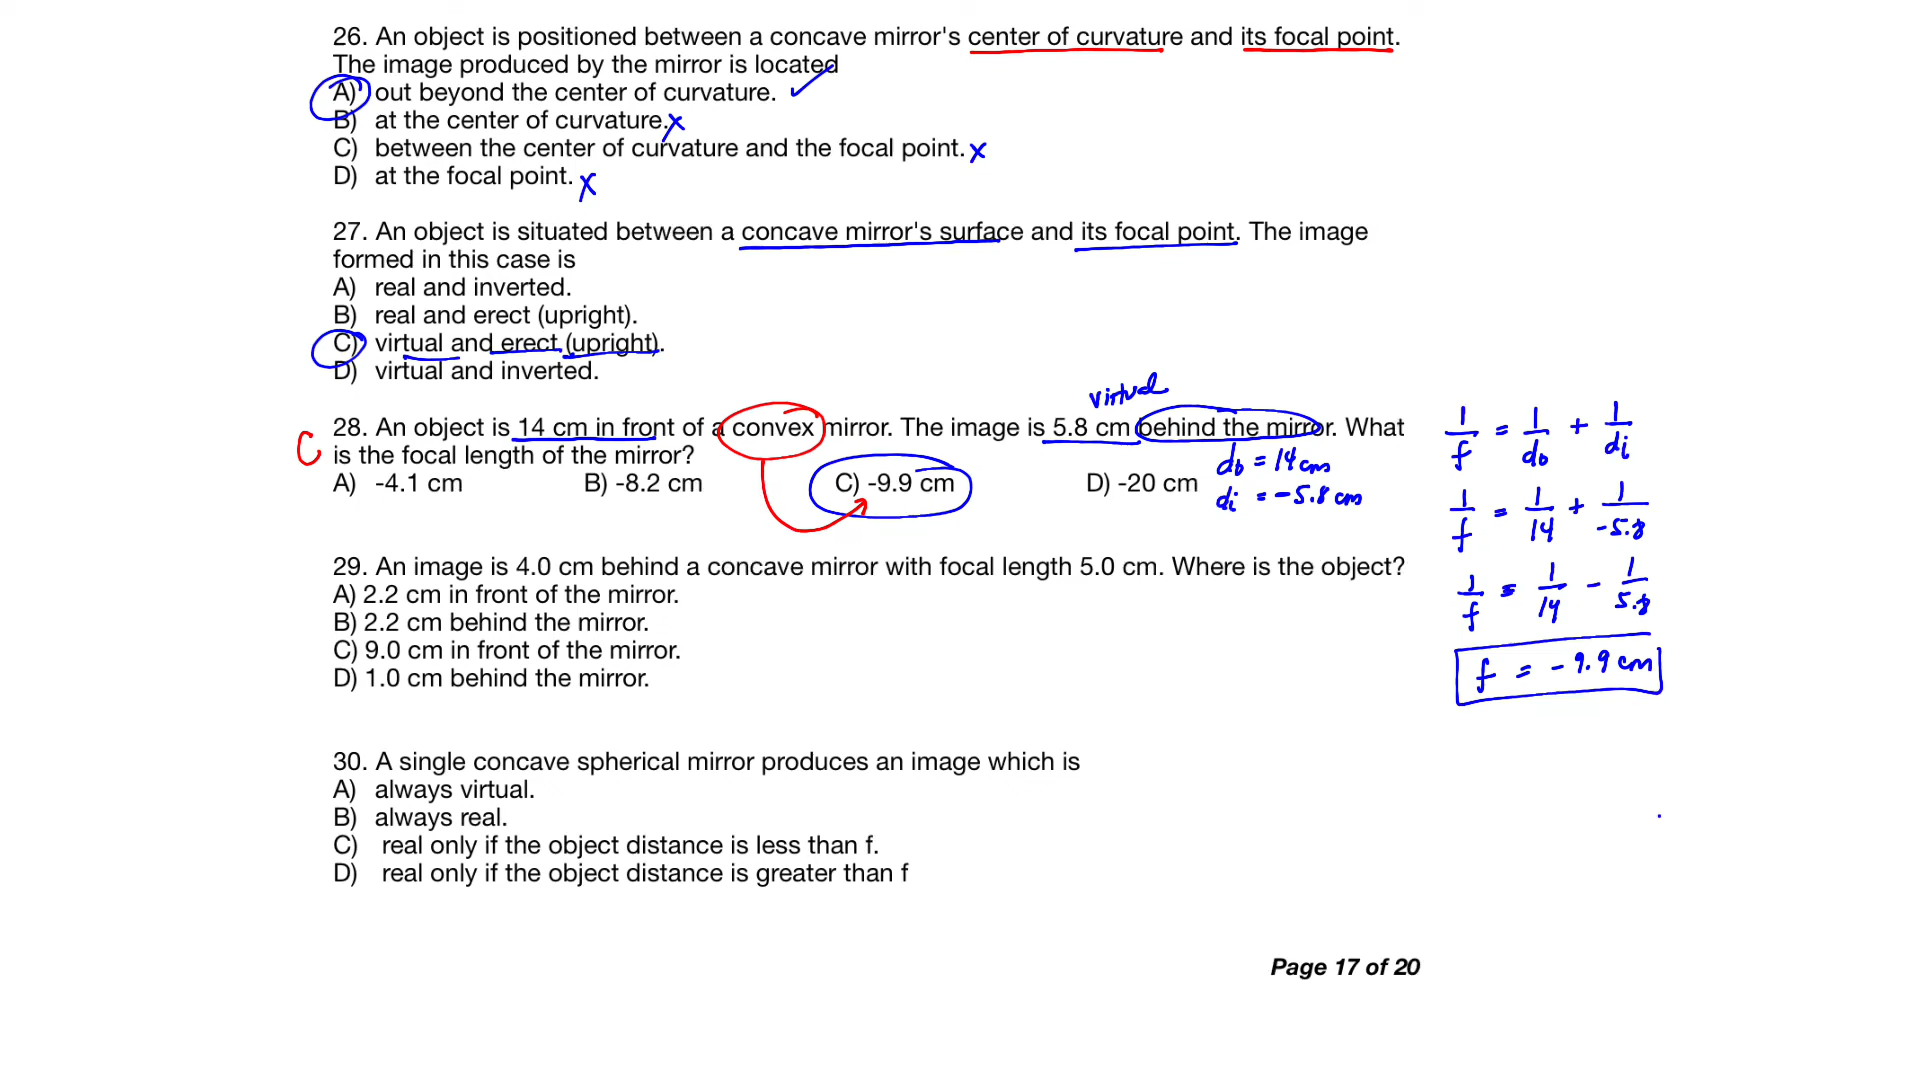 26. An object is positioned between a concave mirror's center of curvature and its focal point.
The image produced by the mirror is located
A) out beyond the center of curvature. ✓
B) at the center of curvature. x
C) between the center of curvature and the focal point. x
D) at the focal point. x
27. An object is situated between a concave mirror's surface and its focal point. The image
formed in this case is
A) real and inverted.
B) real and erect (upright).
C) virtual and erect (upright).
D) virtual and inverted.
virtual
28. An object is 14 cm in front of a convex mirror. The image is 5.8 cm behind the mirror. What
C
is the focal length of the mirror?
A) -4.1 cm B) -8.2 cm C) -9.9 cm D) -20 cm
do = 14 cm
di = -5.8 cm
1/f = 1/do + 1/di
1/f = 1/14 + 1/-5.8
1/f = 1/14 - 1/5.8
f = -9.9 cm
29. An image is 4.0 cm behind a concave mirror with focal length 5.0 cm. Where is the object?
A) 2.2 cm in front of the mirror.
B) 2.2 cm behind the mirror.
C) 9.0 cm in front of the mirror.
D) 1.0 cm behind the mirror.
30. A single concave spherical mirror produces an image which is
A) always virtual.
B) always real.
C) real only if the object distance is less than f.
D) real only if the object distance is greater than f
Page 17 of 20